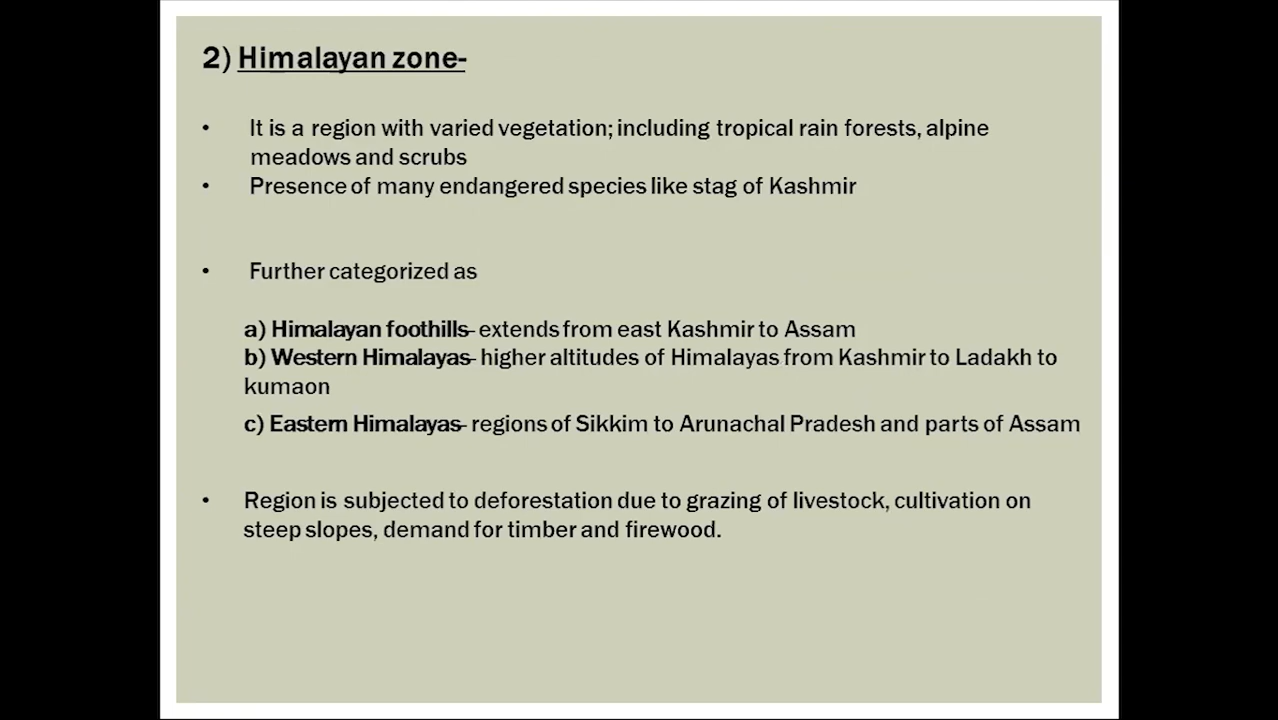 2) Himalayan zone-
• It is a region with varied vegetation; including tropical rain forests, alpine
meadows and scrubs
• Presence of many endangered species like stag of Kashmir
• Further categorized as
a) Himalayan foothills- extends from east Kashmir to Assam
b) Western Himalayas- higher altitudes of Himalayas from Kashmir to Ladakh to
kumaon
c) Eastern Himalayas- regions of Sikkim to Arunachal Pradesh and parts of Assam
• Region is subjected to deforestation due to grazing of livestock, cultivation on
steep slopes, demand for timber and firewood.